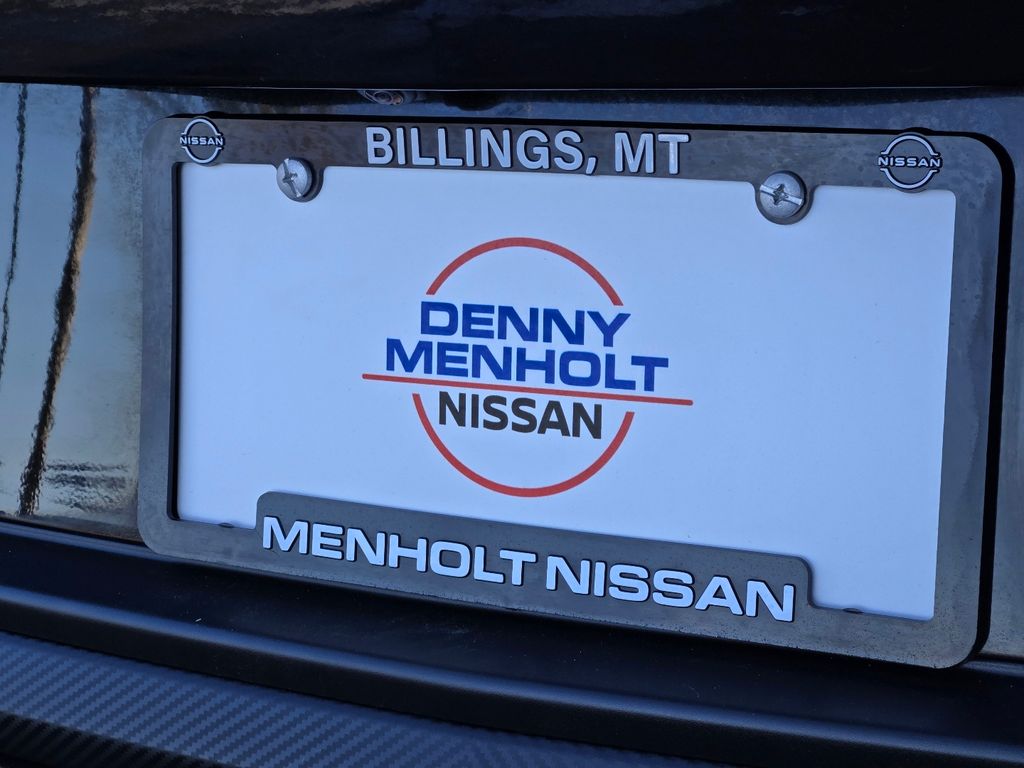 NISSAN
BILLINGS, MT
NISSAN
DENNY
MENHOLT
NISSAN
MENHOLT NISSAN